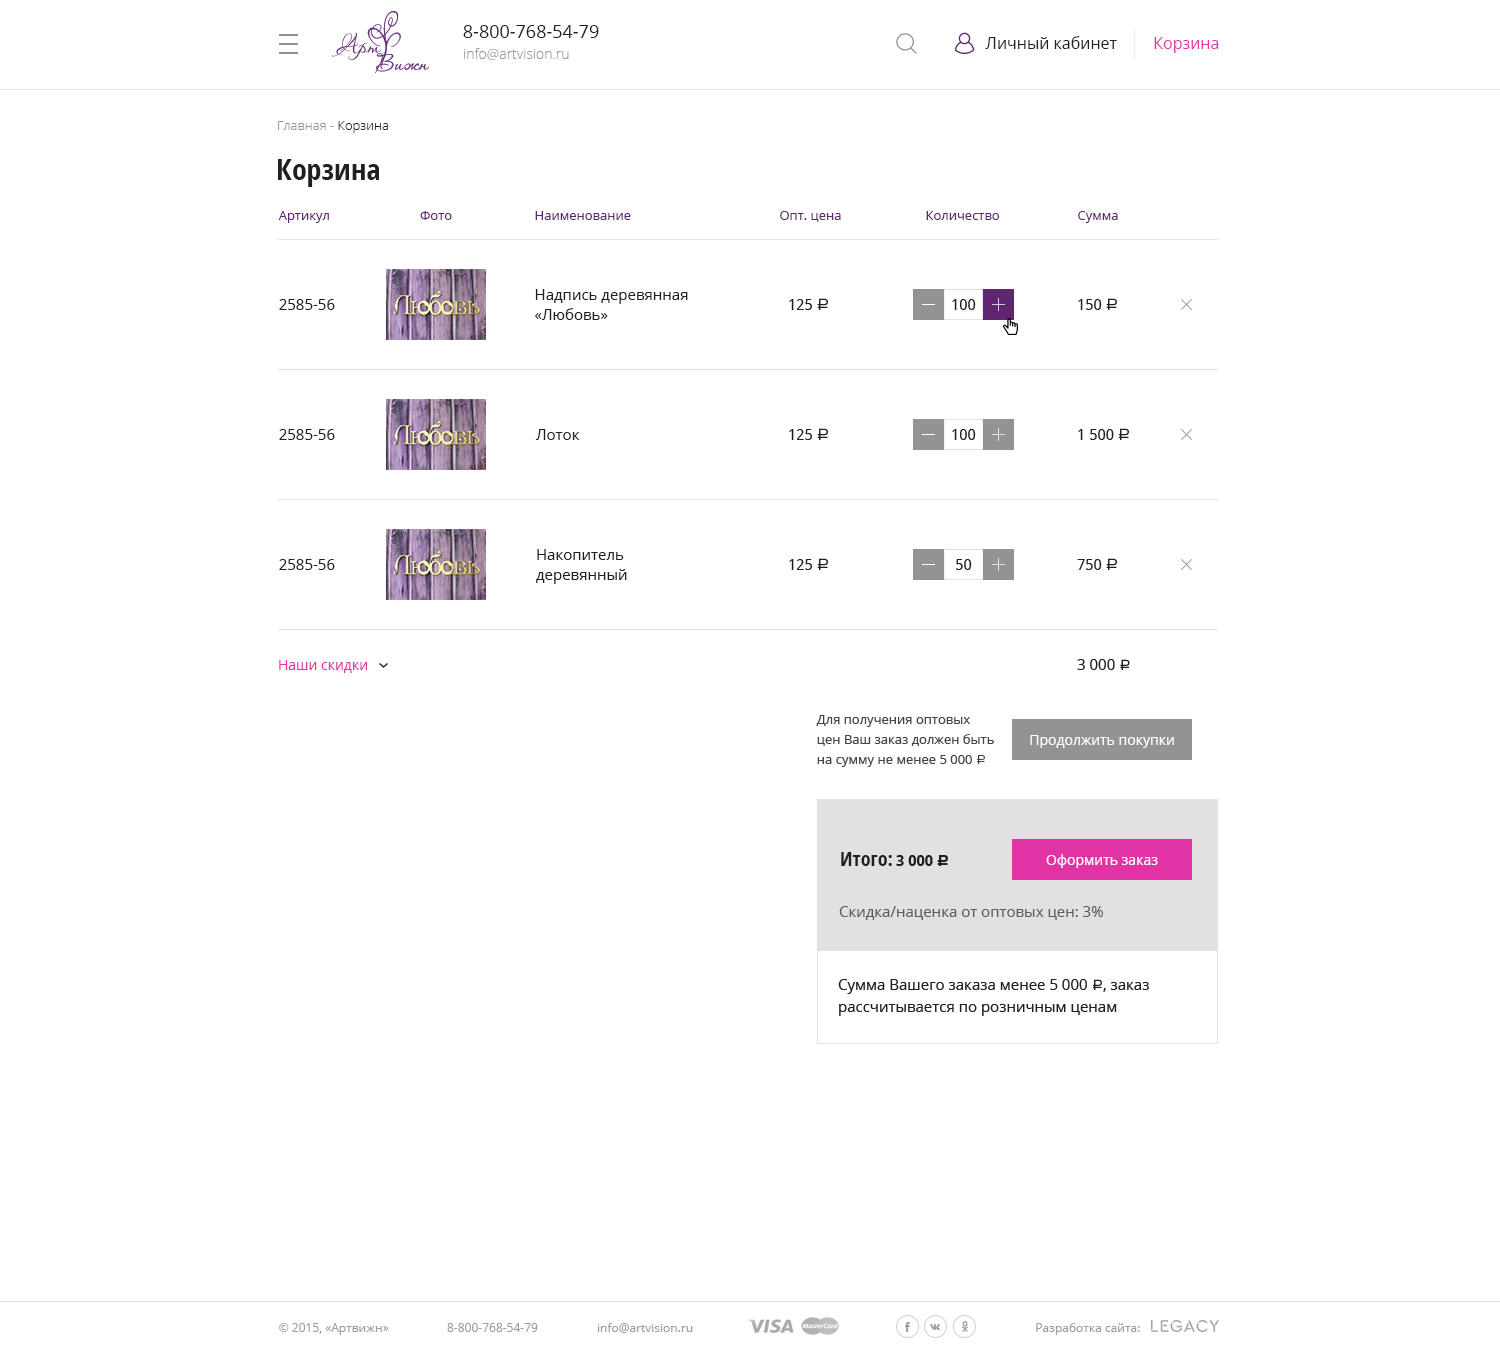 Арт
Вижн
8-800-768-54-79
info@artvision.ru
Личный кабинет
Корзина
Главная - Корзина
Корзина
Артикул Фото Наименование Опт. цена Количество Сумма
2585-56
Любовь
Надпись деревянная
«Любовь»
125 ₽
100
150 ₽
2585-56
Любовь
Лоток
125 ₽
100
1 500 ₽
2585-56
Любовь
Накопитель
деревянный
125 ₽
50
750 ₽
Наши скидки
3 000 ₽
Для получения оптовых
цен Ваш заказ должен быть
на сумму не менее 5 000 ₽
Продолжить покупки
Итого: 3 000 ₽
Оформить заказ
Скидка/наценка от оптовых цен: 3%
Сумма Вашего заказа менее 5 000 ₽, заказ
рассчитывается по розничным ценам
© 2015, «Артвижн»
8-800-768-54-79
info@artvision.ru
VISA
MasterCard
Разработка сайта: LEGACY